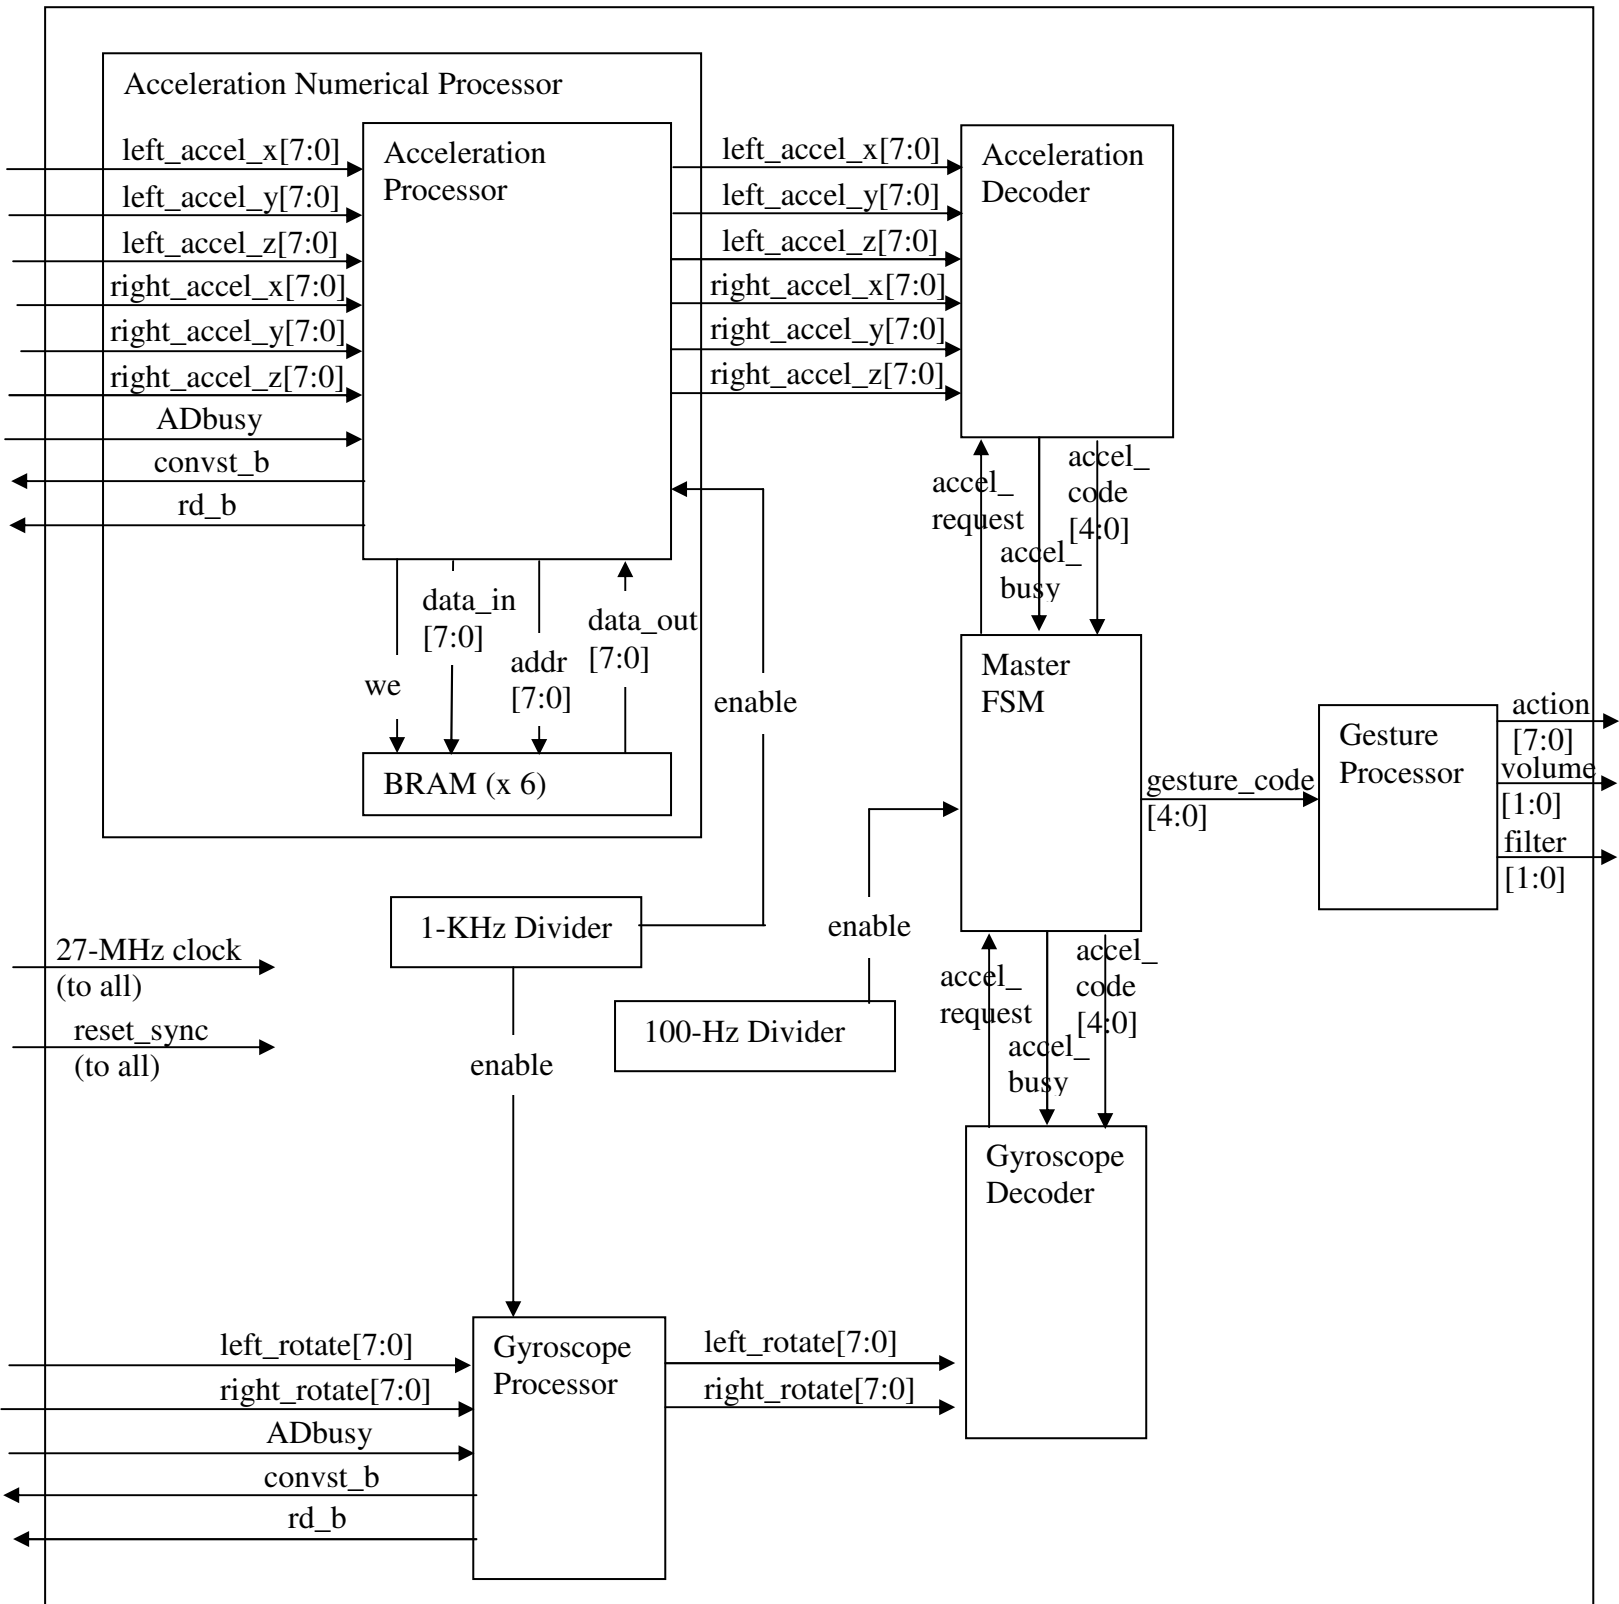 Acceleration Numerical Processor
left_accel_x[7:0]
left_accel_y[7:0]
left_accel_z[7:0]
right_accel_x[7:0]
right_accel_y[7:0]
right_accel_z[7:0]
ADbusy
convst_b
rd_b
Acceleration
Processor
left_accel_x[7:0]
left_accel_y[7:0]
left_accel_z[7:0]
right_accel_x[7:0]
right_accel_y[7:0]
right_accel_z[7:0]
Acceleration
Decoder
accel_
request
accel_
busy
accel_
code
[4:0]
we
data_in
[7:0]
addr
[7:0]
data_out
[7:0]
BRAM (x 6)
enable
Master
FSM
gesture_code
[4:0]
Gesture
Processor
action
[7:0]
volume
[1:0]
filter
[1:0]
1-KHz Divider
enable
27-MHz clock
(to all)
reset_sync
(to all)
100-Hz Divider
enable
accel_
request
accel_
busy
accel_
code
[4:0]
Gyroscope
Decoder
left_rotate[7:0]
right_rotate[7:0]
ADbusy
convst_b
rd_b
Gyroscope
Processor
left_rotate[7:0]
right_rotate[7:0]